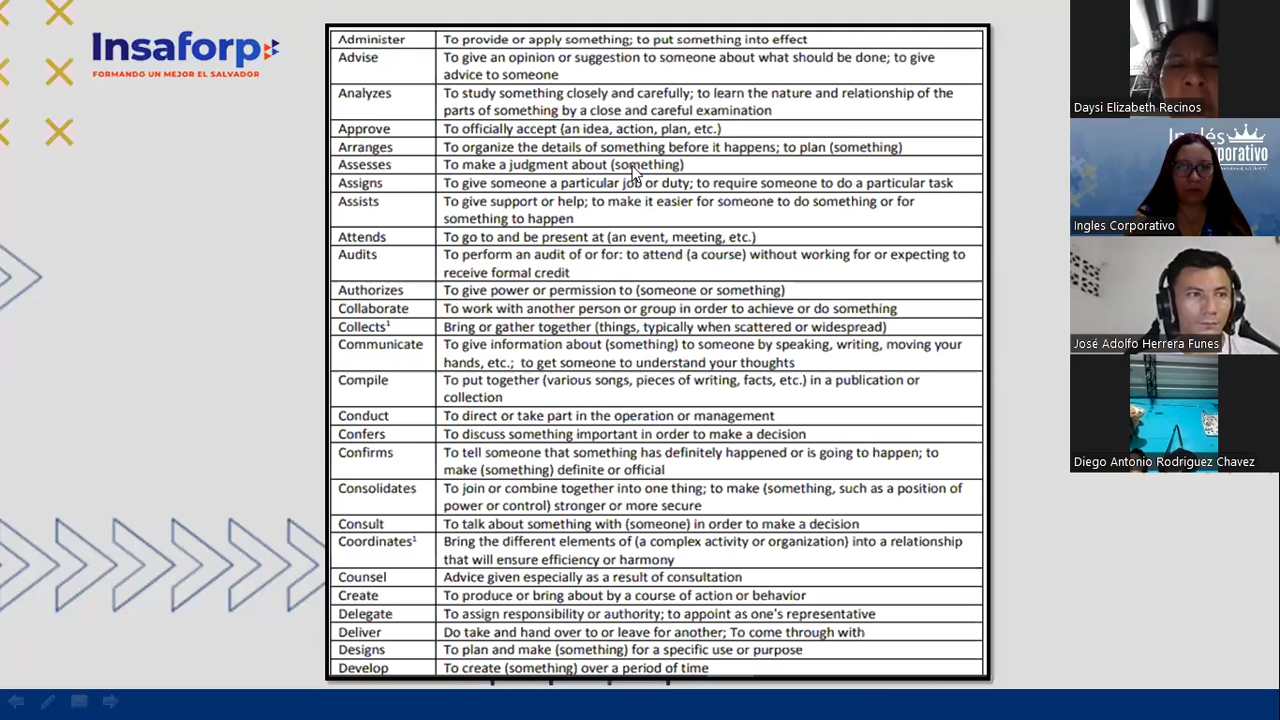 Insaforp
FORMANDO UN MEJOR EL SALVADOR
Administer To provide or apply something; to put something into effect
Advise To give an opinion or suggestion to someone about what should be done; to give
advice to someone
Analyzes To study something closely and carefully; to learn the nature and relationship of the
parts of something by a close and careful examination
Approve To officially accept (an idea, action, plan, etc.)
Arranges To organize the details of something before it happens; to plan (something)
Assesses To make a judgment about (something)
Assigns To give someone a particular job or duty; to require someone to do a particular task
Assists To give support or help; to make it easier for someone to do something or for
something to happen
Attends To go to and be present at (an event, meeting, etc.)
Audits To perform an audit of or for: to attend (a course) without working for or expecting to
receive formal credit
Authorizes To give power or permission to (someone or something)
Collaborate To work with another person or group in order to achieve or do something
Collects¹ Bring or gather together (things, typically when scattered or widespread)
Communicate To give information about (something) to someone by speaking, writing, moving your
hands, etc.; to get someone to understand your thoughts
Compile To put together (various songs, pieces of writing, facts, etc.) in a publication or
collection
Conduct To direct or take part in the operation or management
Confers To discuss something important in order to make a decision
Confirms To tell someone that something has definitely happened or is going to happen; to
make (something) definite or official
Consolidates To join or combine together into one thing; to make (something, such as a position of
power or control) stronger or more secure
Consult To talk about something with (someone) in order to make a decision
Coordinates¹ Bring the different elements of (a complex activity or organization) into a relationship
that will ensure efficiency or harmony
Counsel Advice given especially as a result of consultation
Create To produce or bring about by a course of action or behavior
Delegate To assign responsibility or authority; to appoint as one's representative
Deliver Do take and hand over to or leave for another; To come through with
Designs To plan and make (something) for a specific use or purpose
Develop To create (something) over a period of time
Daysi Elizabeth Recinos
Inglés
Ingles Corporativo
José Adolfo Herrera Funes
Diego Antonio Rodriguez Chavez